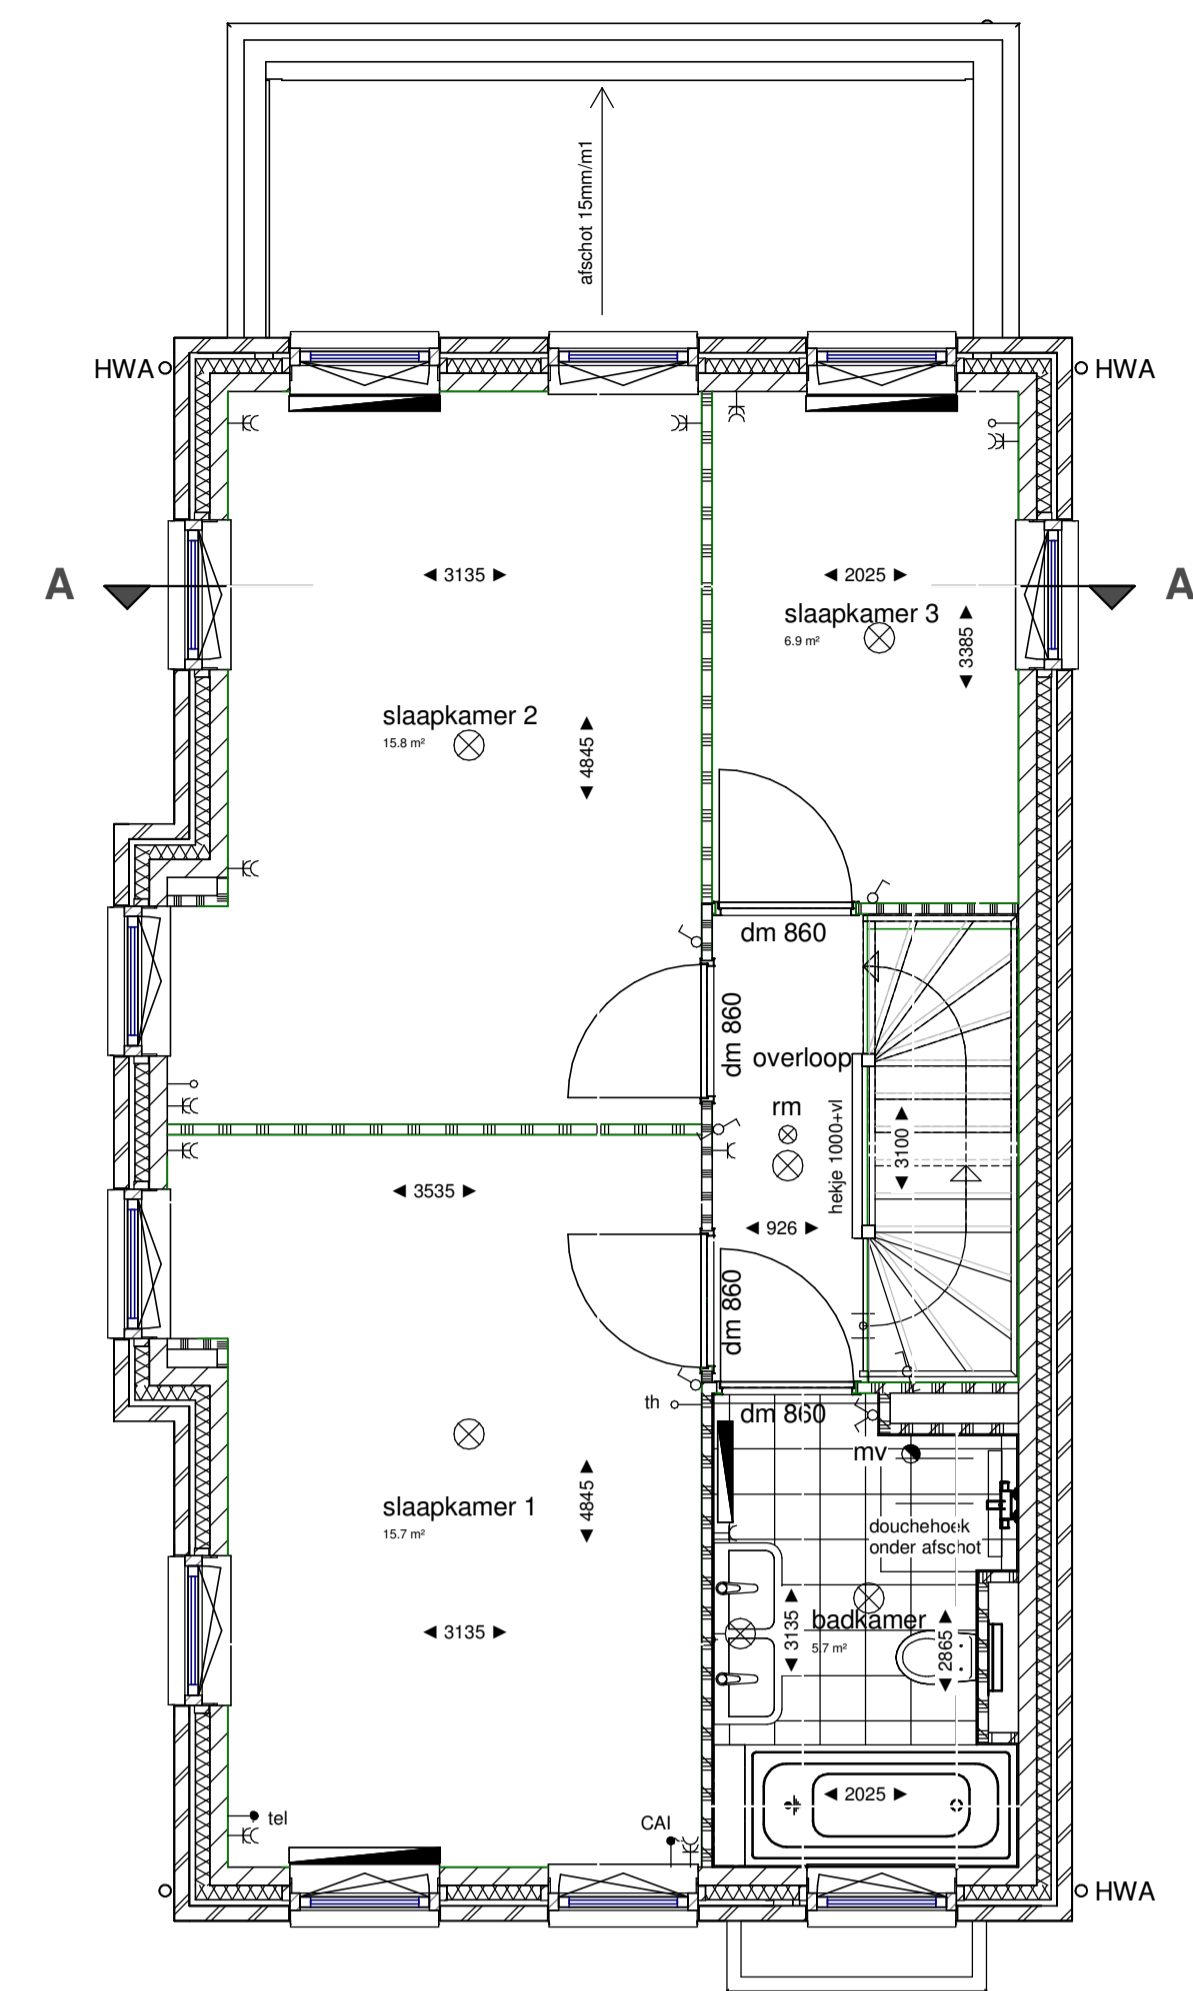 afschot 15mm/m1
HWA
HWA
A
A
3135
2025
slaapkamer 3
6.9 m²
3385
slaapkamer 2
15.8 m²
4845
dm 860
dm 860
overloop
rm
hekje 1000+vl
3100
3535
926
dm 860
th
dm 860
mv
slaapkamer 1
15.7 m²
4845
douchehoek
onder afschot
3135
badkamer
5.7 m²
2865
3135
2025
tel
CAI
HWA